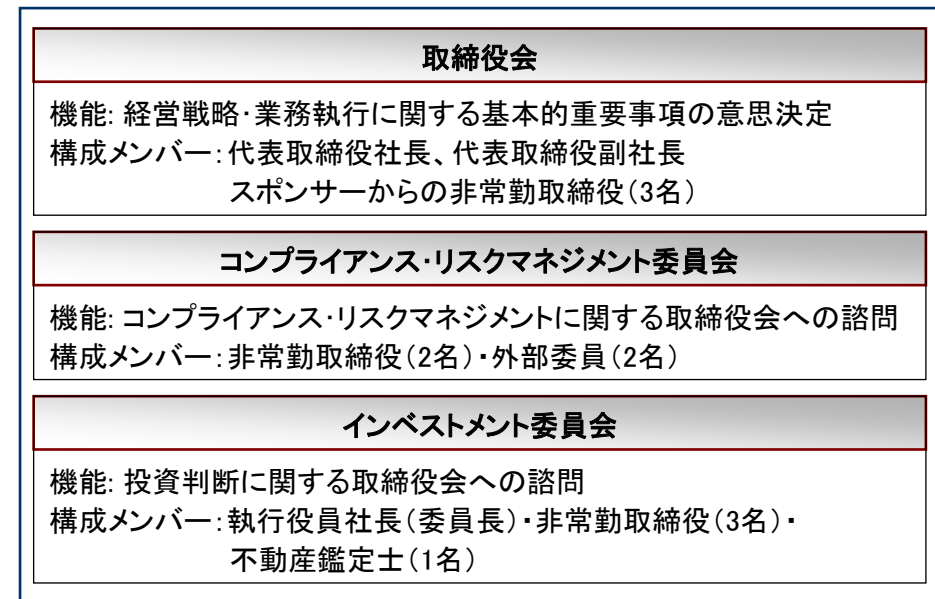 取締役会
機能: 経営戦略・業務執行に関する基本的重要事項の意思決定
構成メンバー:代表取締役社長、代表取締役副社長
スポンサーからの非常勤取締役(3名)
コンプライアンス・リスクマネジメント委員会
機能: コンプライアンス・リスクマネジメントに関する取締役会への諮問
構成メンバー:非常勤取締役(2名)・外部委員(2名)
インベストメント委員会
機能: 投資判断に関する取締役会への諮問
構成メンバー:執行役員社長(委員長)・非常勤取締役(3名)・
不動産鑑定士(1名)